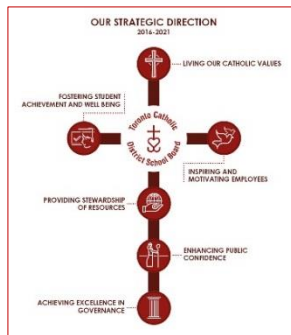 OUR STRATEGIC DIRECTION
2016-2021
LIVING OUR CATHOLIC VALUES
FOSTERING STUDENT
ACHIEVEMENT AND WELL BEING
Toronto Catholic
District School Board
INSPIRING AND
MOTIVATING EMPLOYEES
PROVIDING STEWARDSHIP
OF RESOURCES
ENHANCING PUBLIC
CONFIDENCE
ACHIEVING EXCELLENCE IN
GOVERNANCE